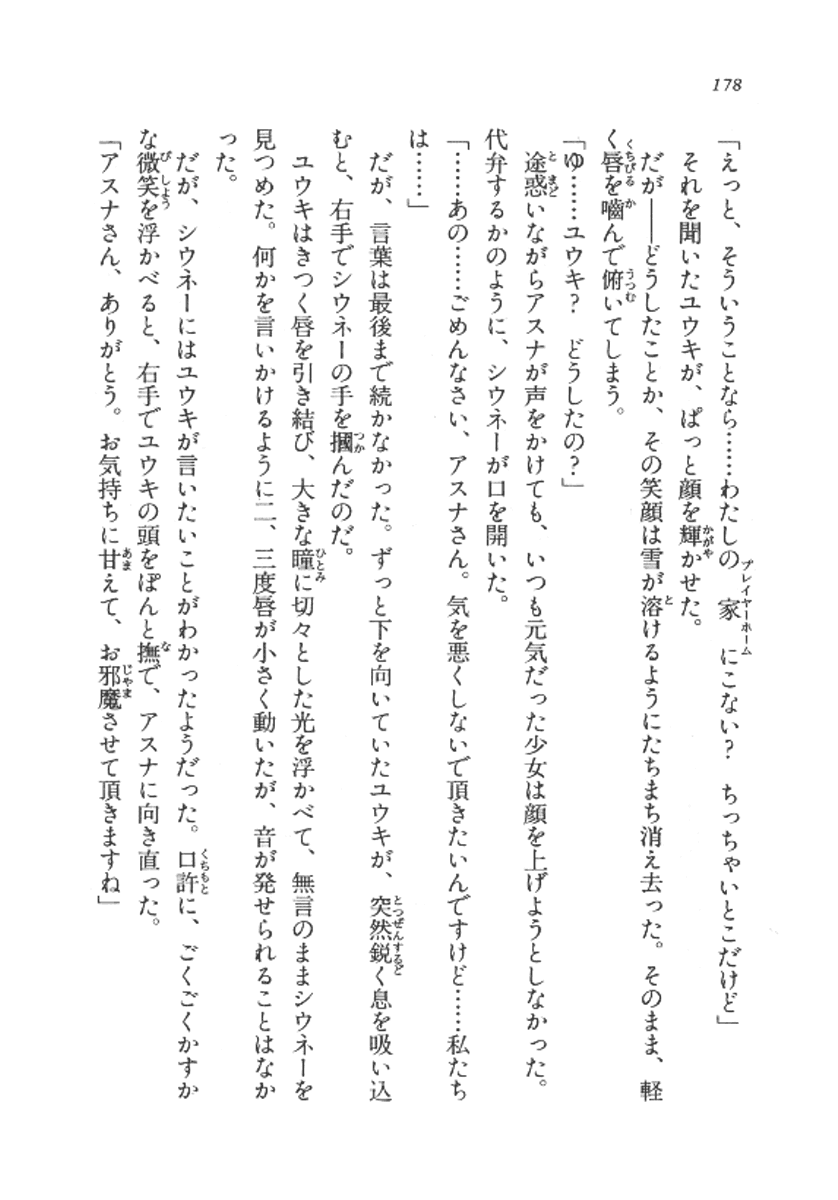 178
「えっと、そういうことなら……わたしの家にこない？　ちっちゃいとこだけど」
それを聞いたユウキが、ぱっと顔を輝かせた。
だが――どうしたことか、その笑顔は雪が溶けるようにたちまち消え去った。そのまま、軽
く唇を嚙んで俯いてしまう。
「ゆ……ユウキ？　どうしたの？」
途惑いながらアスナが声をかけても、いつも元気だった少女は顔を上げようとしなかった。
代弁するかのように、シウネーが口を開いた。
「……あの……ごめんなさい、アスナさん。気を悪くしないで頂きたいんですけど……私たち
は……」
だが、言葉は最後まで続かなかった。ずっと下を向いていたユウキが、突然鋭く息を吸い込
むと、右手でシウネーの手を摑んだのだ。
ユウキはきつく唇を引き結び、大きな瞳に切々とした光を浮かべて、無言のままシウネーを
見つめた。何かを言いかけるように二、三度唇が小さく動いたが、音が発せられることはなか
った。
だが、シウネーにはユウキが言いたいことがわかったようだった。口許に、ごくごくかすか
な微笑を浮かべると、右手でユウキの頭をぽんと撫で、アスナに向き直った。
「アスナさん、ありがとう。お気持ちに甘えて、お邪魔させて頂きますね」